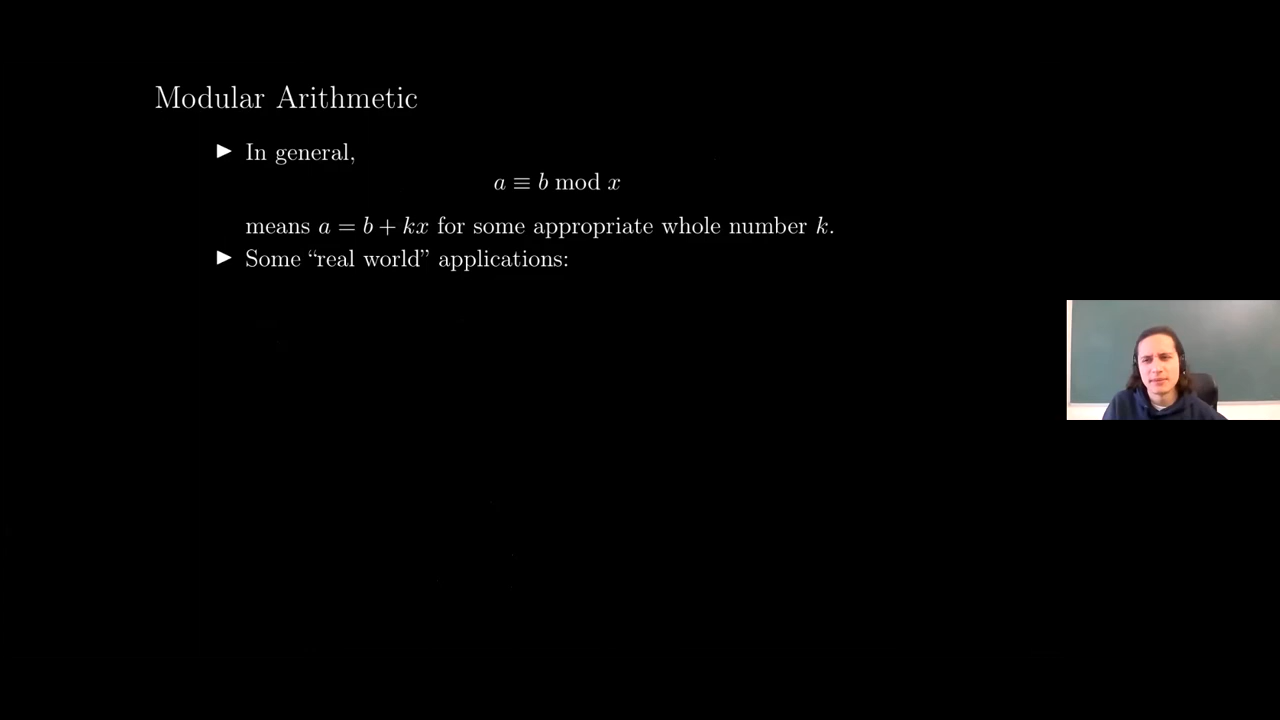 Modular Arithmetic
▶ In general,
a ≡ b mod x
means a = b + kx for some appropriate whole number k.
▶ Some “real world” applications: